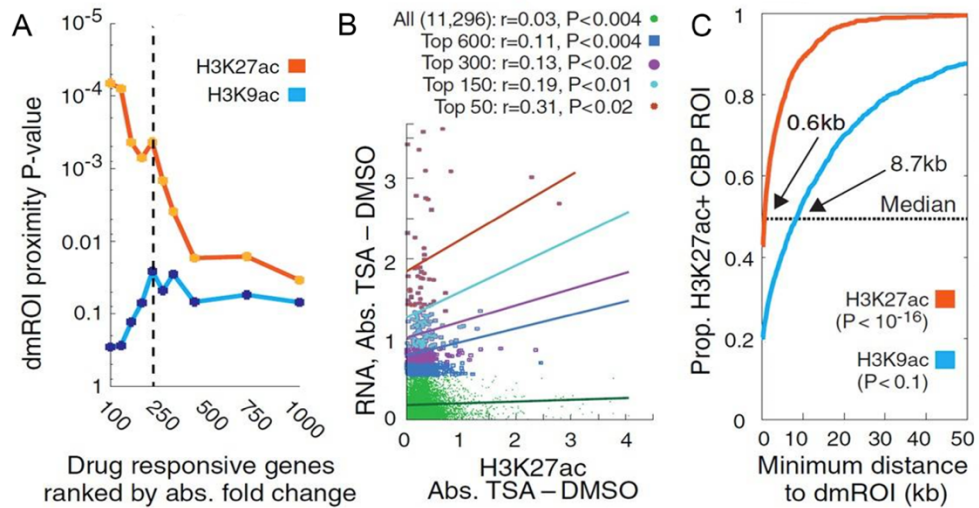 A
dmROI proximity P-value
10-5
10-4
10-3
0.01
0.1
1
H3K27ac
H3K9ac
100
250
500
750
1000
Drug responsive genes
ranked by abs. fold change
B
All (11,296): r=0.03, P<0.004
Top 600: r=0.11, P<0.004
Top 300: r=0.13, P<0.02
Top 150: r=0.19, P<0.01
Top 50: r=0.31, P<0.02
RNA, Abs. TSA – DMSO
3
2
1
0
0
1
2
3
4
H3K27ac
Abs. TSA – DMSO
C
Prop. H3K27ac+ CBP ROI
1
0.8
0.6
0.4
0.2
0
0.6kb
8.7kb
Median
H3K27ac
(P< 10-16)
H3K9ac
(P<0.1)
0
10
20
30
40
50
Minimum distance
to dmROI (kb)